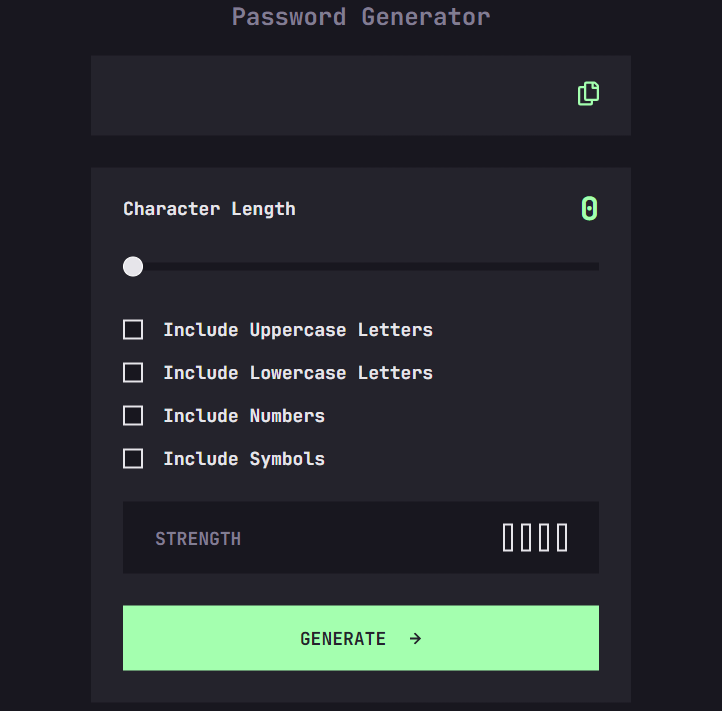 Password Generator
Character Length 0
Include Uppercase Letters
Include Lowercase Letters
Include Numbers
Include Symbols
STRENGTH
GENERATE →